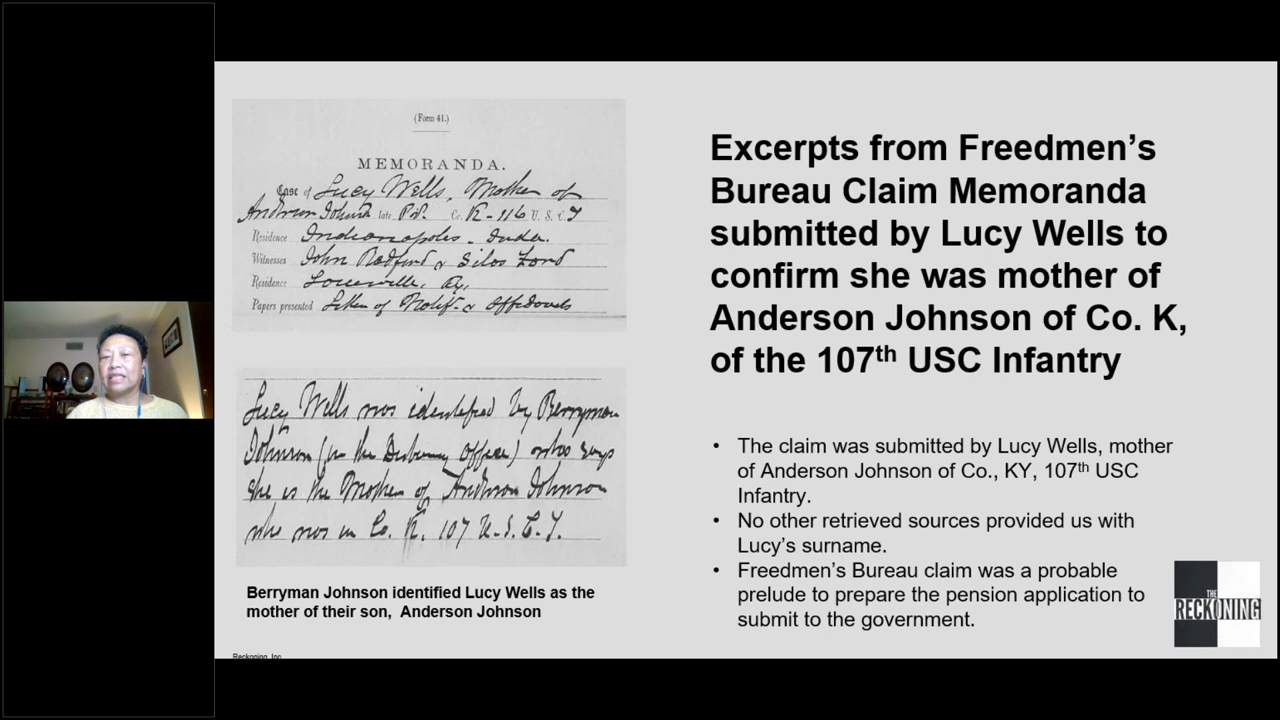 (Form 41.)
MEMORANDA.
Case of Lucy Wells, Mother of
Anderson Johnson late Pvt. Co. K-116 U. S. C. T
Residence Indianapolis - Inda.
Witnesses John Radford & Silas Lord
Residence Louisville, Ky.
Papers presented Letter of Notif. & Affidavits
Lucy Wells was identified by Berryman
Johnson (in the Disbursing Office) who says
she is the Mother of Anderson Johnson
who was in Co. K. 107 U.S.C.T.
Berryman Johnson identified Lucy Wells as the
mother of their son, Anderson Johnson
Reckoning, Inc.
Excerpts from Freedmen’s
Bureau Claim Memoranda
submitted by Lucy Wells to
confirm she was mother of
Anderson Johnson of Co. K,
of the 107th USC Infantry
• The claim was submitted by Lucy Wells, mother
of Anderson Johnson of Co., KY, 107th USC
Infantry.
• No other retrieved sources provided us with
Lucy’s surname.
• Freedmen’s Bureau claim was a probable
prelude to prepare the pension application to
submit to the government.
THE
RECKONING